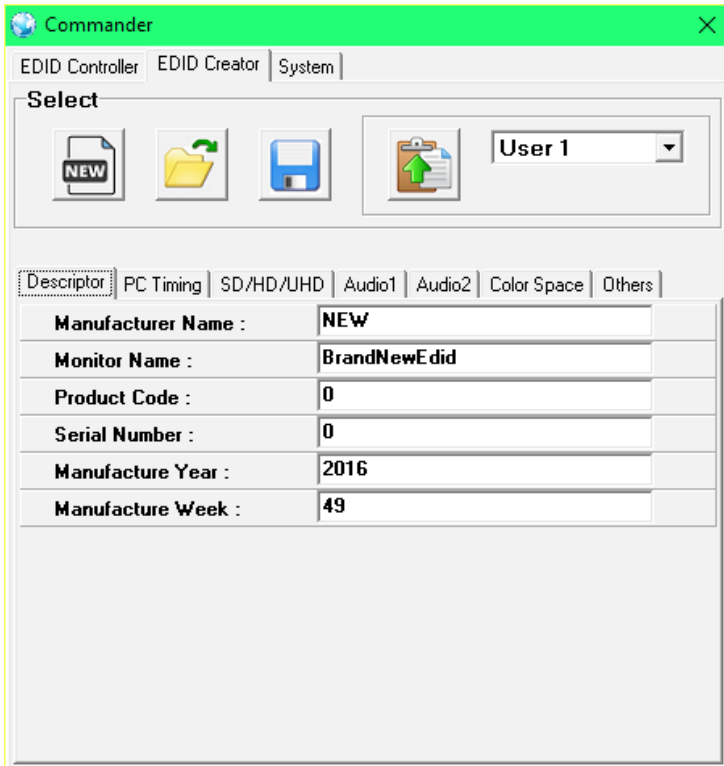 Commander
EDID Controller EDID Creator System
Select
NEW
User 1
Descriptor PC Timing SD/HD/UHD Audio1 Audio2 Color Space Others
Manufacturer Name : NEW
Monitor Name : BrandNewEdid
Product Code : 0
Serial Number : 0
Manufacture Year : 2016
Manufacture Week : 49